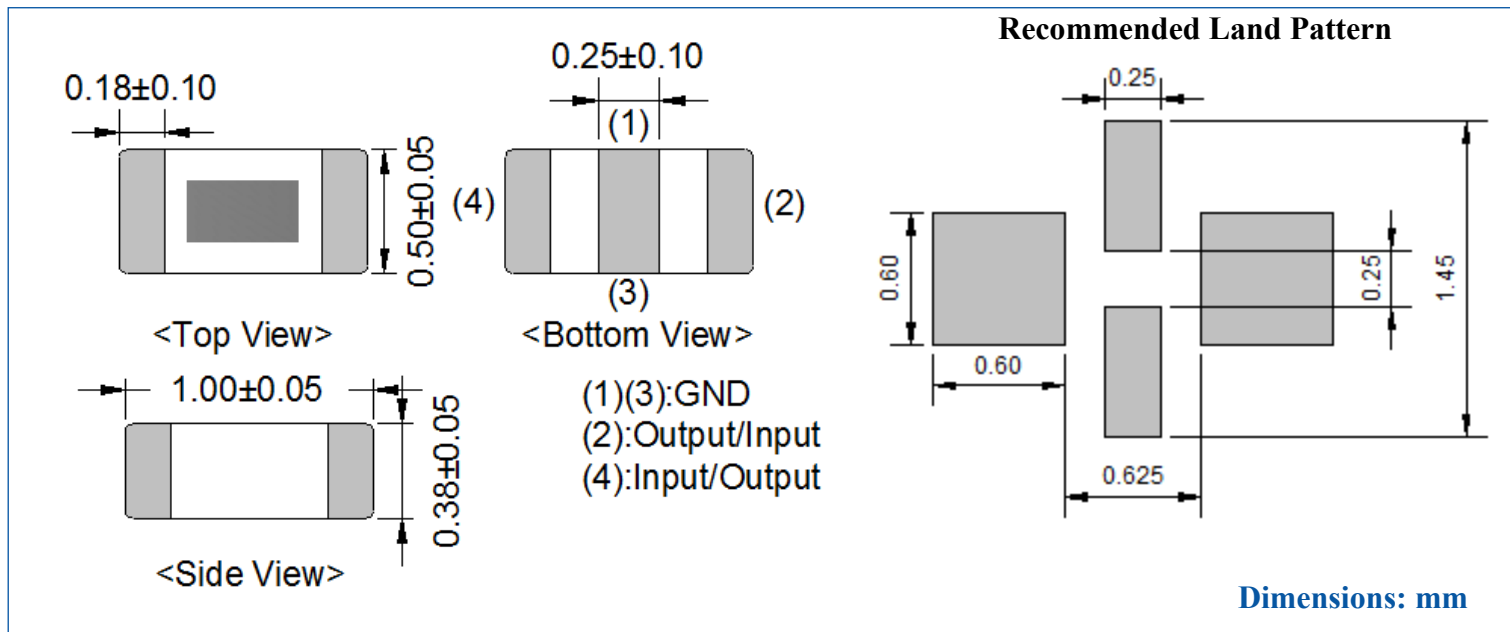 Recommended Land Pattern
0.18±0.10
0.25±0.10
(1)
0.50±0.05
(4)
(2)
(3)
<Top View>
<Bottom View>
1.00±0.05
0.38±0.05
<Side View>
(1)(3):GND
(2):Output/Input
(4):Input/Output
0.25
0.60
0.25
1.45
0.60
0.625
Dimensions: mm